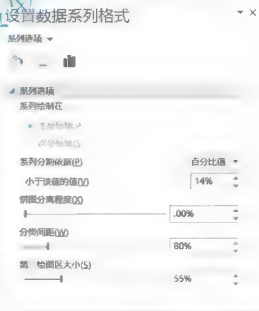 设置数据系列格式
系列选项
系列选项
系列绘制在
系列分割依据(P) 百分比值
小于该值的值(V) 14%
饼图分离程度(X)
.00%
分类间距(W)
80%
第 绘图区大小(S)
55%